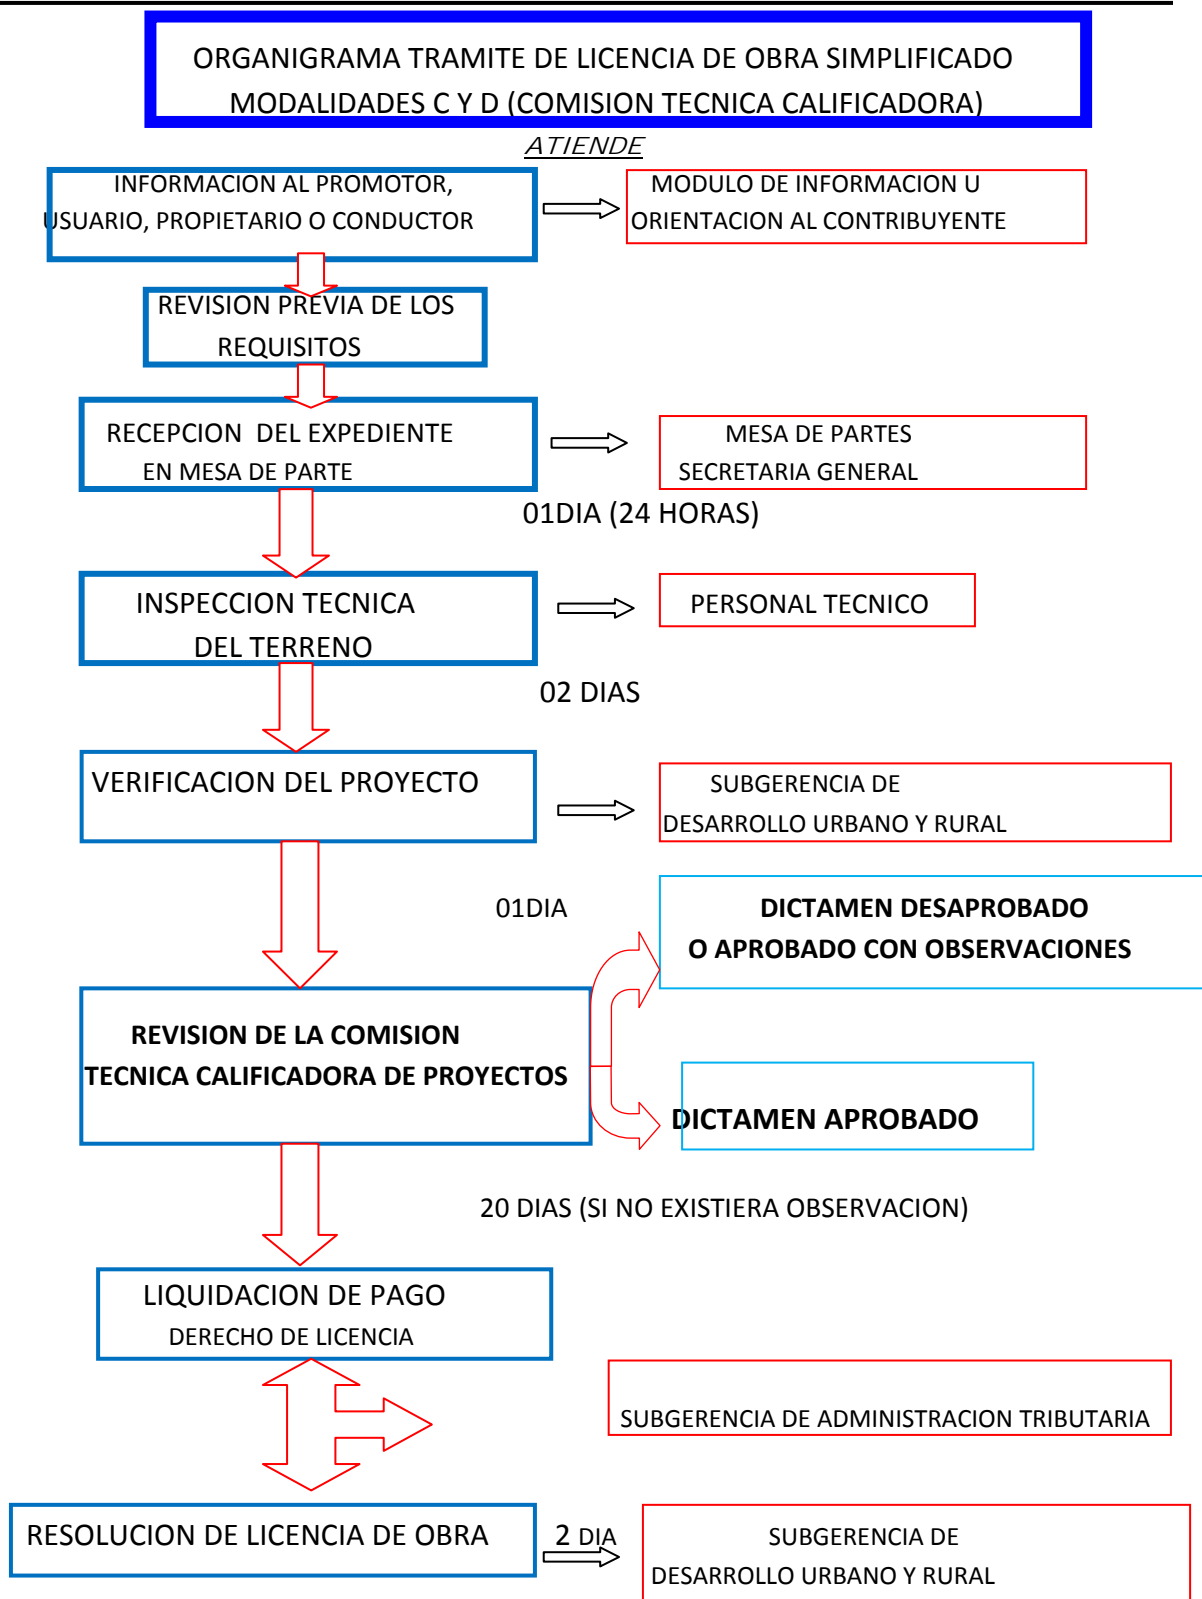 ORGANIGRAMA TRAMITE DE LICENCIA DE OBRA SIMPLIFICADO
MODALIDADES C Y D (COMISION TECNICA CALIFICADORA)
ATIENDE
INFORMACION AL PROMOTOR,
USUARIO, PROPIETARIO O CONDUCTOR
MODULO DE INFORMACION U
ORIENTACION AL CONTRIBUYENTE
REVISION PREVIA DE LOS
REQUISITOS
RECEPCION DEL EXPEDIENTE
EN MESA DE PARTE
MESA DE PARTES
SECRETARIA GENERAL
01DIA (24 HORAS)
INSPECCION TECNICA
DEL TERRENO
PERSONAL TECNICO
02 DIAS
VERIFICACION DEL PROYECTO
SUBGERENCIA DE
DESARROLLO URBANO Y RURAL
01DIA
DICTAMEN DESAPROBADO
O APROBADO CON OBSERVACIONES
REVISION DE LA COMISION
TECNICA CALIFICADORA DE PROYECTOS
DICTAMEN APROBADO
20 DIAS (SI NO EXISTIERA OBSERVACION)
LIQUIDACION DE PAGO
DERECHO DE LICENCIA
SUBGERENCIA DE ADMINISTRACION TRIBUTARIA
RESOLUCION DE LICENCIA DE OBRA
2 DIA
SUBGERENCIA DE
DESARROLLO URBANO Y RURAL